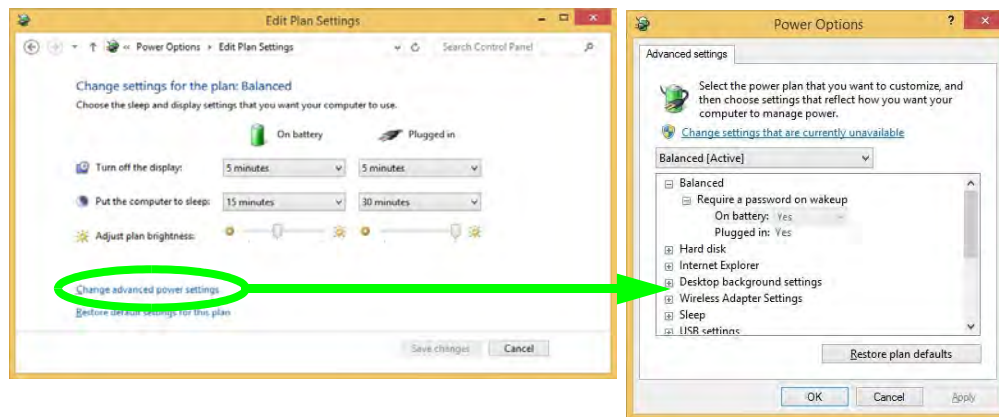 Edit Plan Settings
« Power Options › Edit Plan Settings
Search Control Panel
Change settings for the plan: Balanced
Choose the sleep and display settings that you want your computer to use.
On battery
Plugged in
Turn off the display:
5 minutes
5 minutes
Put the computer to sleep:
15 minutes
30 minutes
Adjust plan brightness:
Change advanced power settings
Restore default settings for this plan
Save changes
Cancel
Power Options
?
Advanced settings
Select the power plan that you want to customize, and
then choose settings that reflect how you want your
computer to manage power.
Change settings that are currently unavailable
Balanced [Active]
Balanced
Require a password on wakeup
On battery: Yes
Plugged in: Yes
Hard disk
Internet Explorer
Desktop background settings
Wireless Adapter Settings
Sleep
USB settings
Restore plan defaults
OK
Cancel
Apply